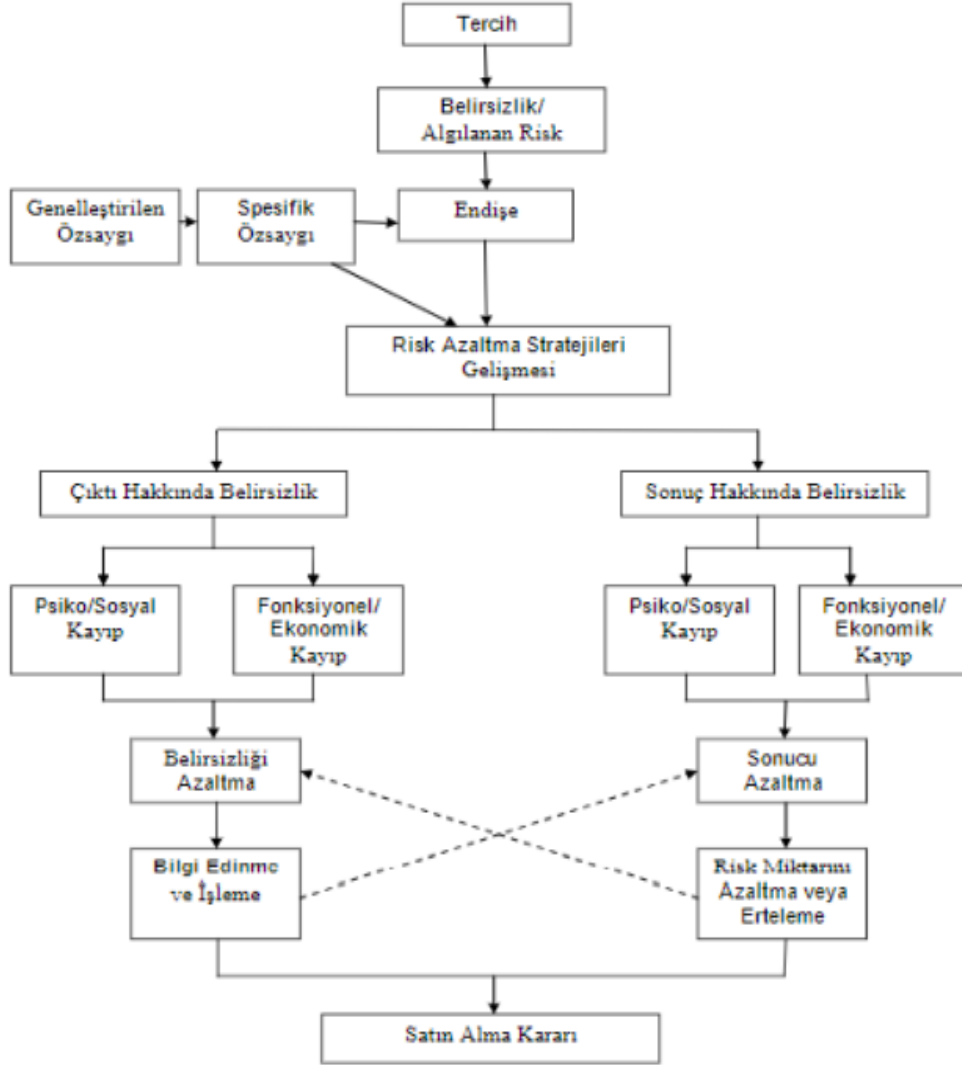 Tercih
Belirsizlik/
Algılanan Risk
Genelleştirilen
Özsaygı
Spesifik
Özsaygı
Endişe
Risk Azaltma Stratejileri
Gelişmesi
Çıktı Hakkında Belirsizlik
Sonuç Hakkında Belirsizlik
Psiko/Sosyal
Kayıp
Fonksiyonel/
Ekonomik
Kayıp
Psiko/Sosyal
Kayıp
Fonksiyonel/
Ekonomik
Kayıp
Belirsizliği
Azaltma
Sonucu
Azaltma
Bilgi Edinme
ve İşleme
Risk Miktarını
Azaltma veya
Erteleme
Satın Alma Kararı